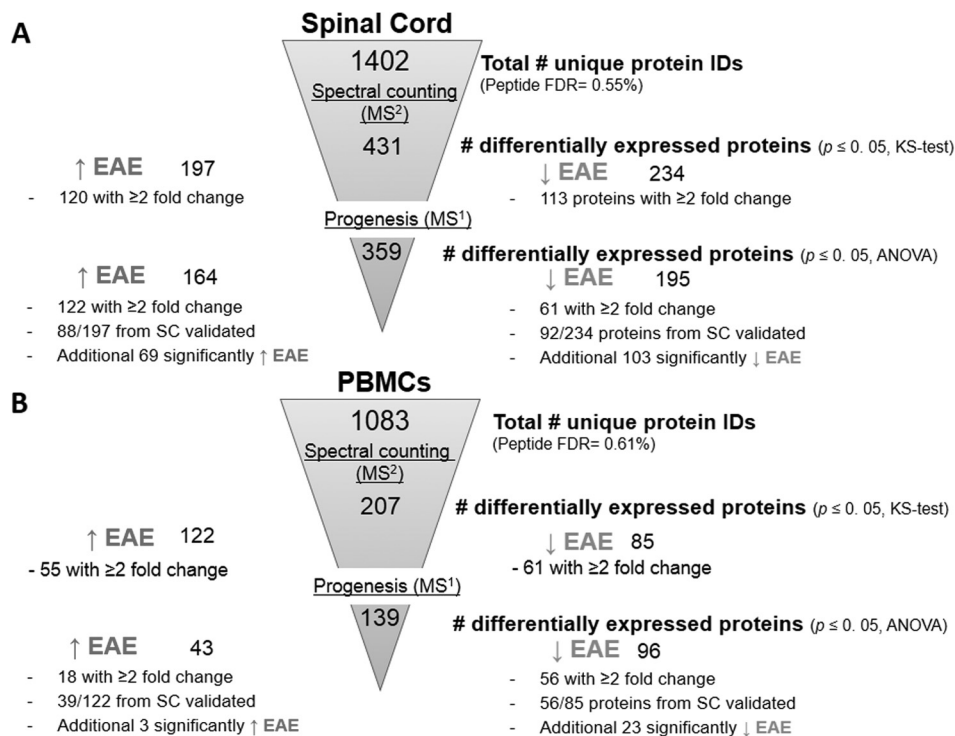 A
Spinal Cord
1402
Total # unique protein IDs
(Peptide FDR= 0.55%)
Spectral counting
(MS²)
431
# differentially expressed proteins (p ≤ 0. 05, KS-test)
↑ EAE 197
- 120 with ≥2 fold change
↓ EAE 234
- 113 proteins with ≥2 fold change
Progenesis (MS¹)
359
# differentially expressed proteins (p ≤ 0. 05, ANOVA)
↑ EAE 164
- 122 with ≥2 fold change
- 88/197 from SC validated
- Additional 69 significantly ↑ EAE
↓ EAE 195
- 61 with ≥2 fold change
- 92/234 proteins from SC validated
- Additional 103 significantly ↓ EAE
B
PBMCs
1083
Total # unique protein IDs
(Peptide FDR= 0.61%)
Spectral counting
(MS²)
207
# differentially expressed proteins (p ≤ 0. 05, KS-test)
↑ EAE 122
- 55 with ≥2 fold change
↓ EAE 85
- 61 with ≥2 fold change
Progenesis (MS¹)
139
# differentially expressed proteins (p ≤ 0. 05, ANOVA)
↑ EAE 43
- 18 with ≥2 fold change
- 39/122 from SC validated
- Additional 3 significantly ↑ EAE
↓ EAE 96
- 56 with ≥2 fold change
- 56/85 proteins from SC validated
- Additional 23 significantly ↓ EAE